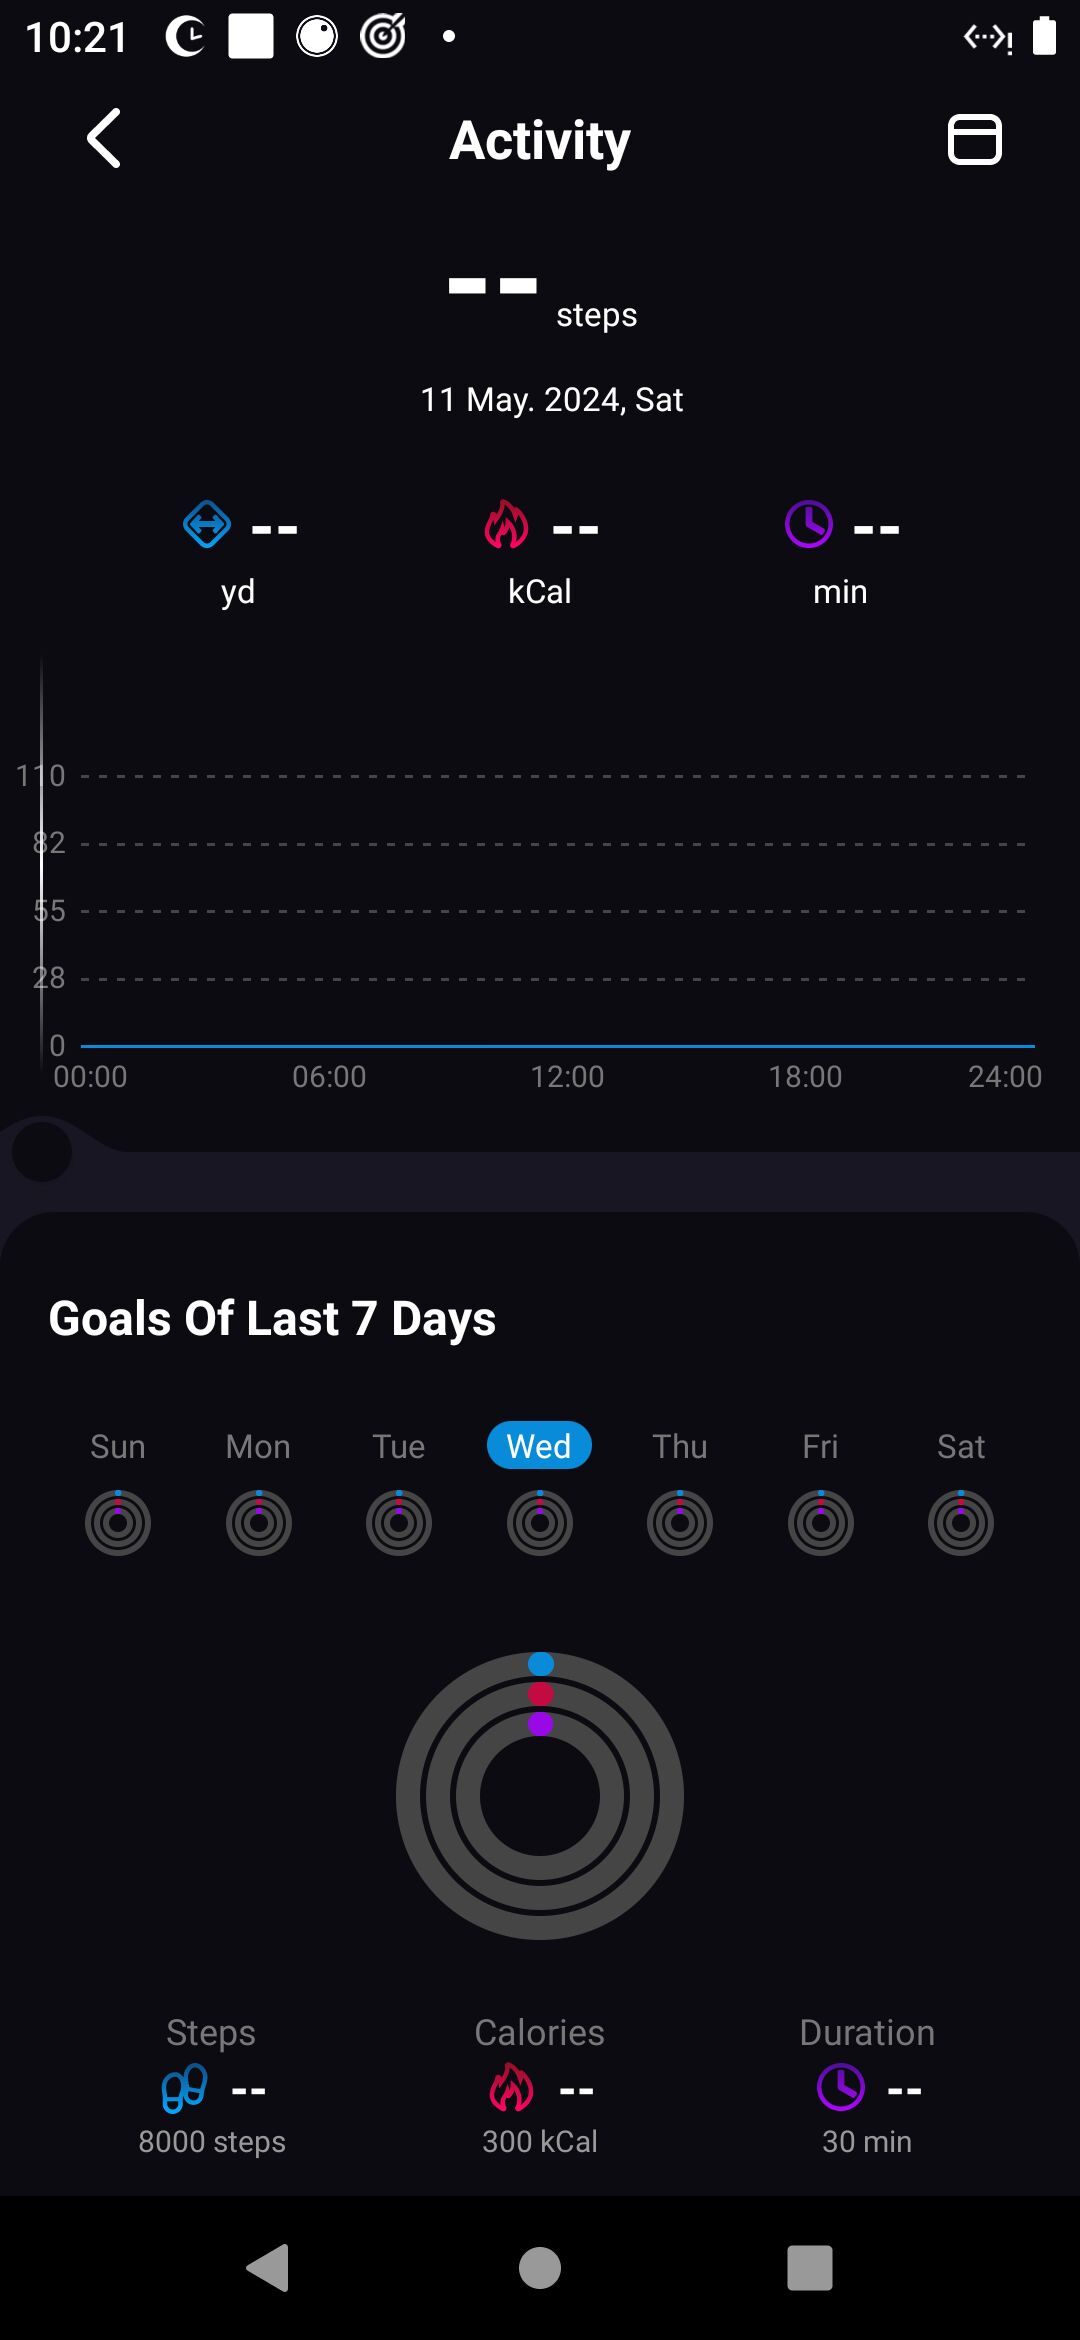 10:21
Activity
-- steps
11 May. 2024, Sat
-- -- --
yd kCal min
110
82
55
28
0
00:00 06:00 12:00 18:00 24:00
Goals Of Last 7 Days
Sun Mon Tue Wed Thu Fri Sat
Steps Calories Duration
-- -- --
8000 steps 300 kCal 30 min